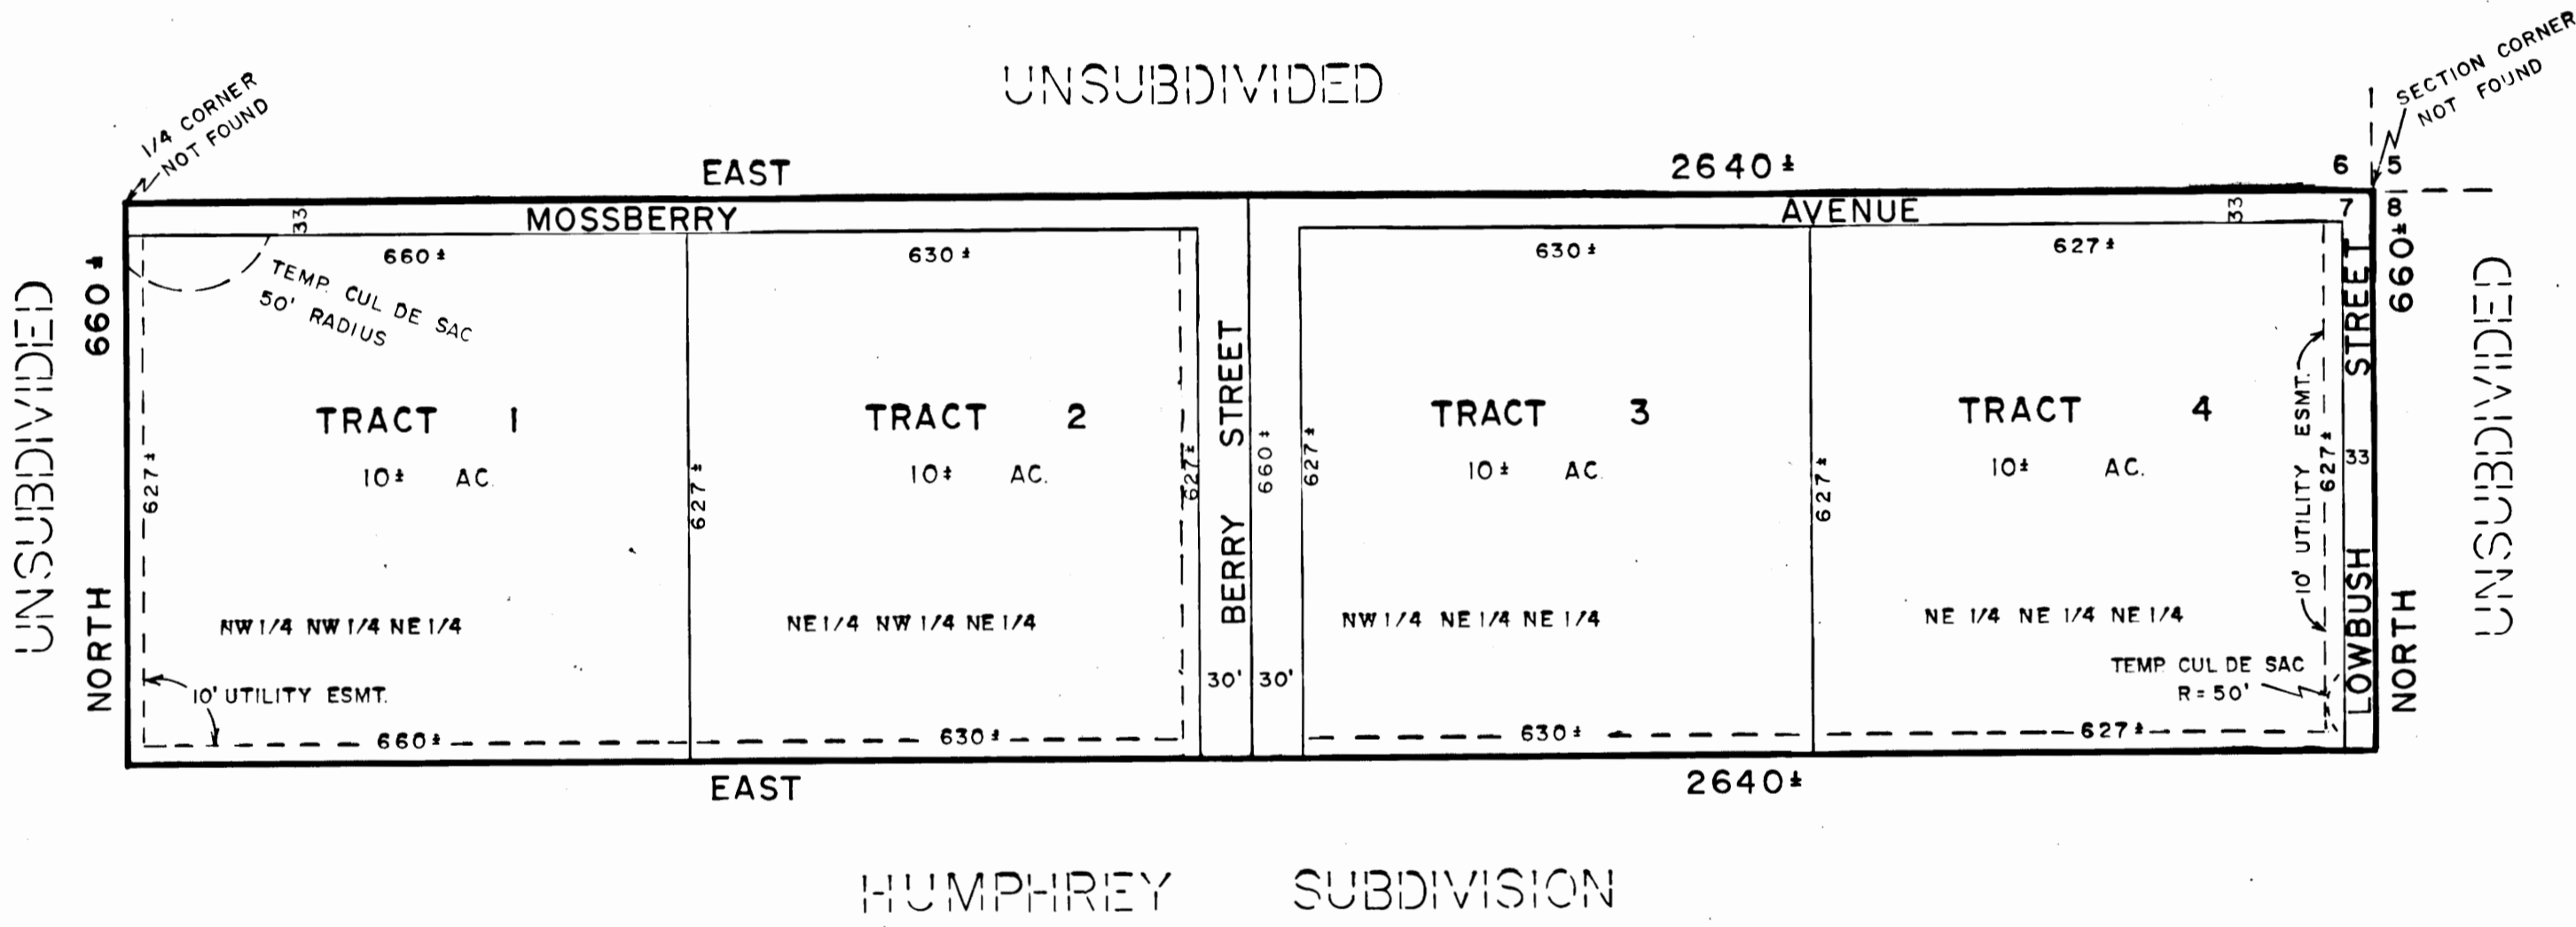 UNSUBDIVIDED
1/4 CORNER
NOT FOUND
SECTION CORNER
NOT FOUND
EAST 2640±
6 5
7 8
MOSSBERRY AVENUE
33
33
660±
630±
630±
627±
TEMP. CUL DE SAC
50' RADIUS
UNSUBDIVIDED
660±
NORTH
TRACT 1
10± AC.
TRACT 2
10± AC.
TRACT 3
10± AC.
TRACT 4
10± AC.
627±
627±
627±
BERRY STREET
660±
627±
627±
10' UTILITY ESMT.
627±
33
LOWBUSH STREET
660±
NORTH
UNSUBDIVIDED
NW 1/4 NW 1/4 NE 1/4
NE 1/4 NW 1/4 NE 1/4
NW 1/4 NE 1/4 NE 1/4
NE 1/4 NE 1/4 NE 1/4
30' 30'
TEMP. CUL DE SAC
R = 50'
10' UTILITY ESMT.
660±
630±
630±
627±
EAST 2640±
HUMPHREY SUBDIVISION